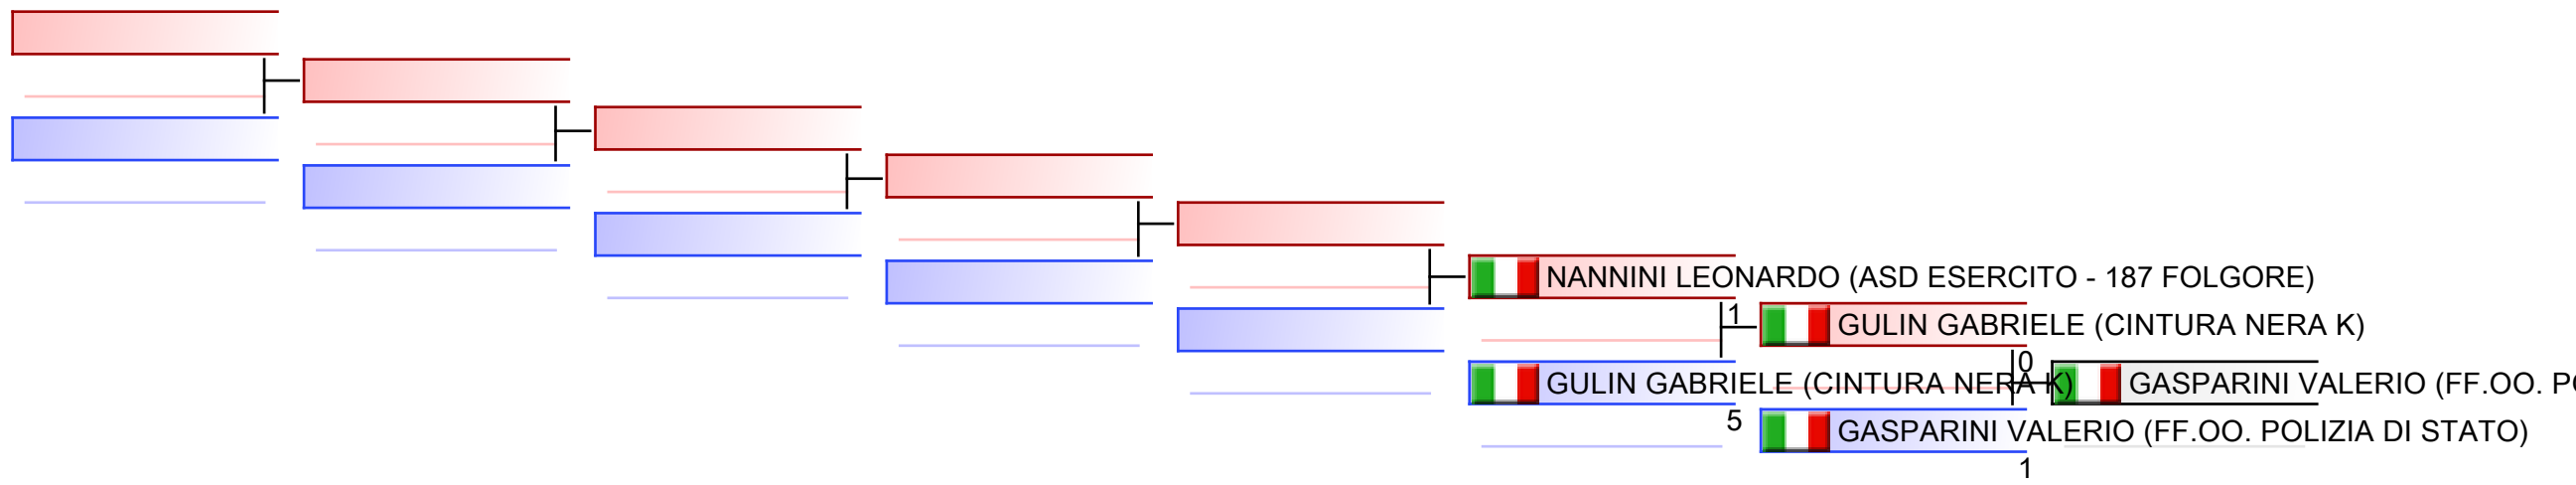 NANNINI LEONARDO (ASD ESERCITO - 187 FOLGORE)
1
GULIN GABRIELE (CINTURA NERA K)
0
GULIN GABRIELE (CINTURA NERA K)
GASPARINI VALERIO (FF.OO. PO
5
GASPARINI VALERIO (FF.OO. POLIZIA DI STATO)
1